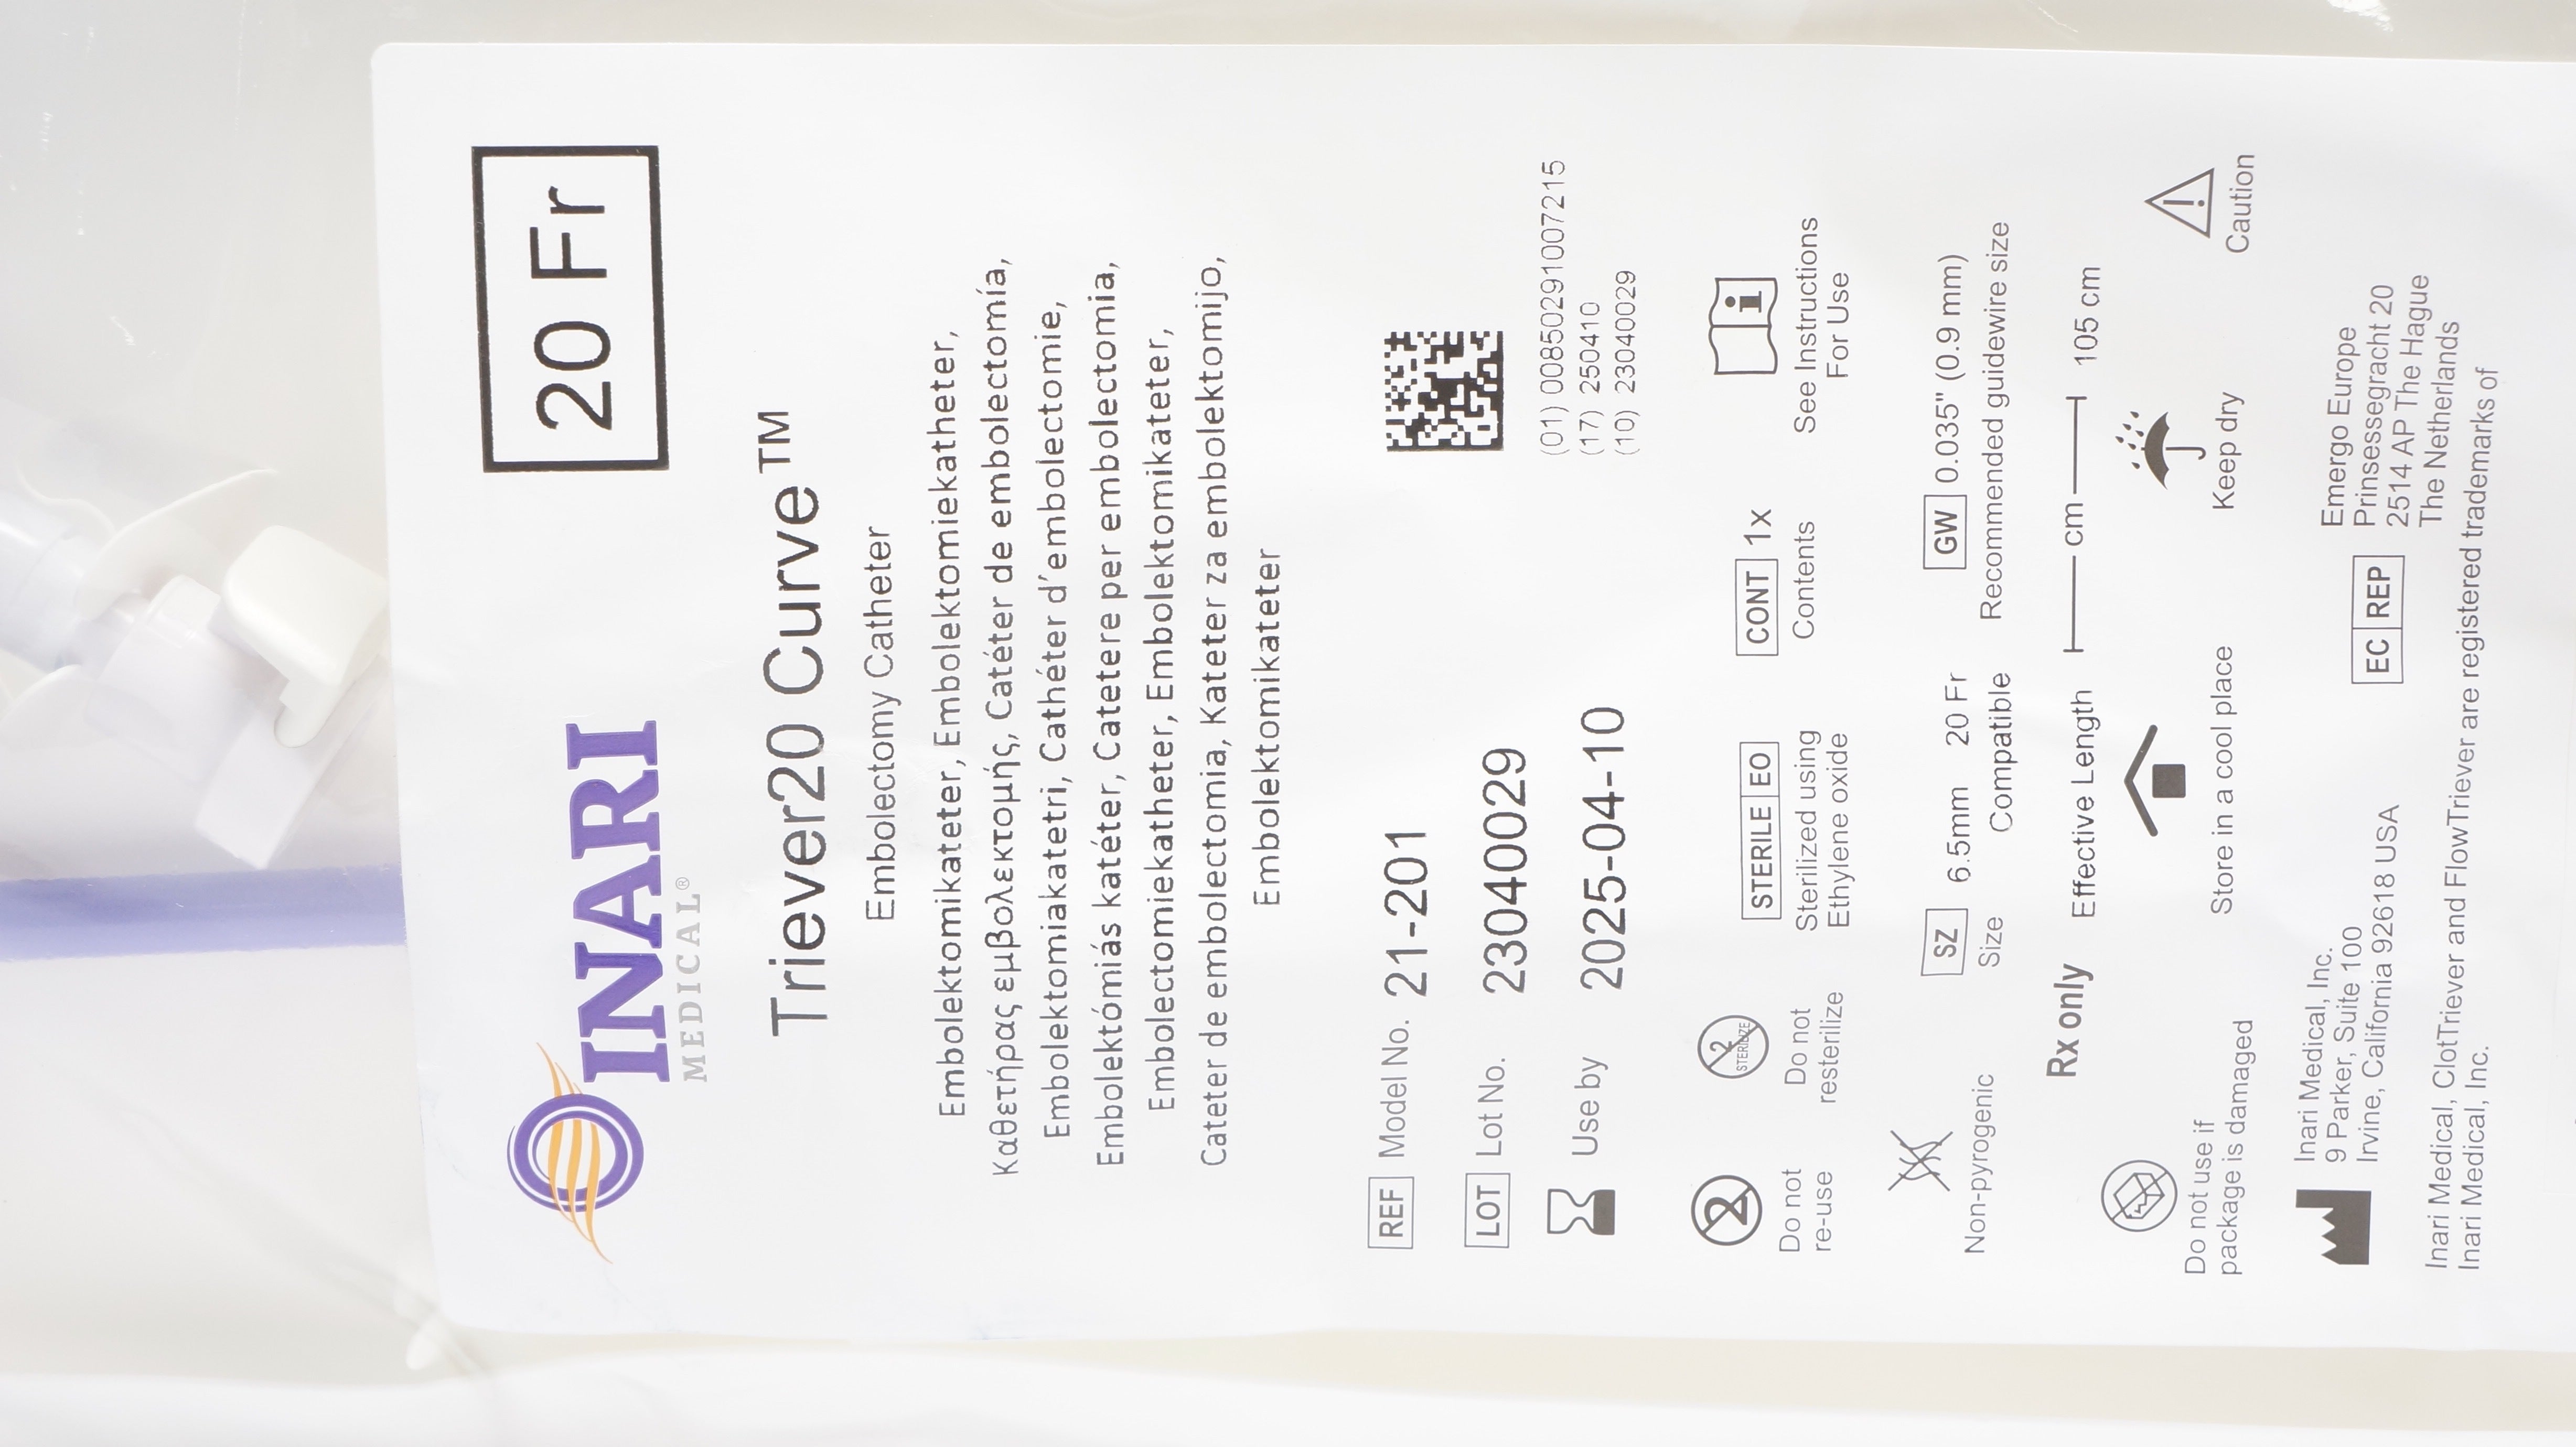 INARI
MEDICAL®
20 Fr
Triever20 Curve™
Embolectomy Catheter
Embolektomikateter, Embolektomiekatheter,
Καθετήρας εμβολεκτομής, Catéter de embolectomía,
Embolektomiakatetri, Cathéter d'embolectomie,
Embolektómiás katéter, Catetere per embolectomia,
Embolectomiekatheter, Embolektomikateter,
Cateter de embolectomia, Kateter za embolektomijo,
Embolektomikateter
REF Model No. 21-201
LOT Lot No. 23040029
Use by 2025-04-10
(01) 00850291007215
(17) 250410
(10) 23040029
2
Do not
re-use
2
STERILIZE
Do not
resterilize
STERILE EO
Sterilized using
Ethylene oxide
CONT 1x
Contents
i
See Instructions
For Use
Non-pyrogenic
SZ 6.5mm 20 Fr
Size Compatible
GW 0.035" (0.9 mm)
Recommended guidewire size
Rx only
Effective Length cm 105 cm
Do not use if
package is damaged
Store in a cool place
Keep dry
Caution
Inari Medical, Inc.
9 Parker, Suite 100
Irvine, California 92618 USA
EC REP
Emergo Europe
Prinsessegracht 20
2514 AP The Hague
The Netherlands
Inari Medical, ClotTriever and FlowTriever are registered trademarks of
Inari Medical, Inc.